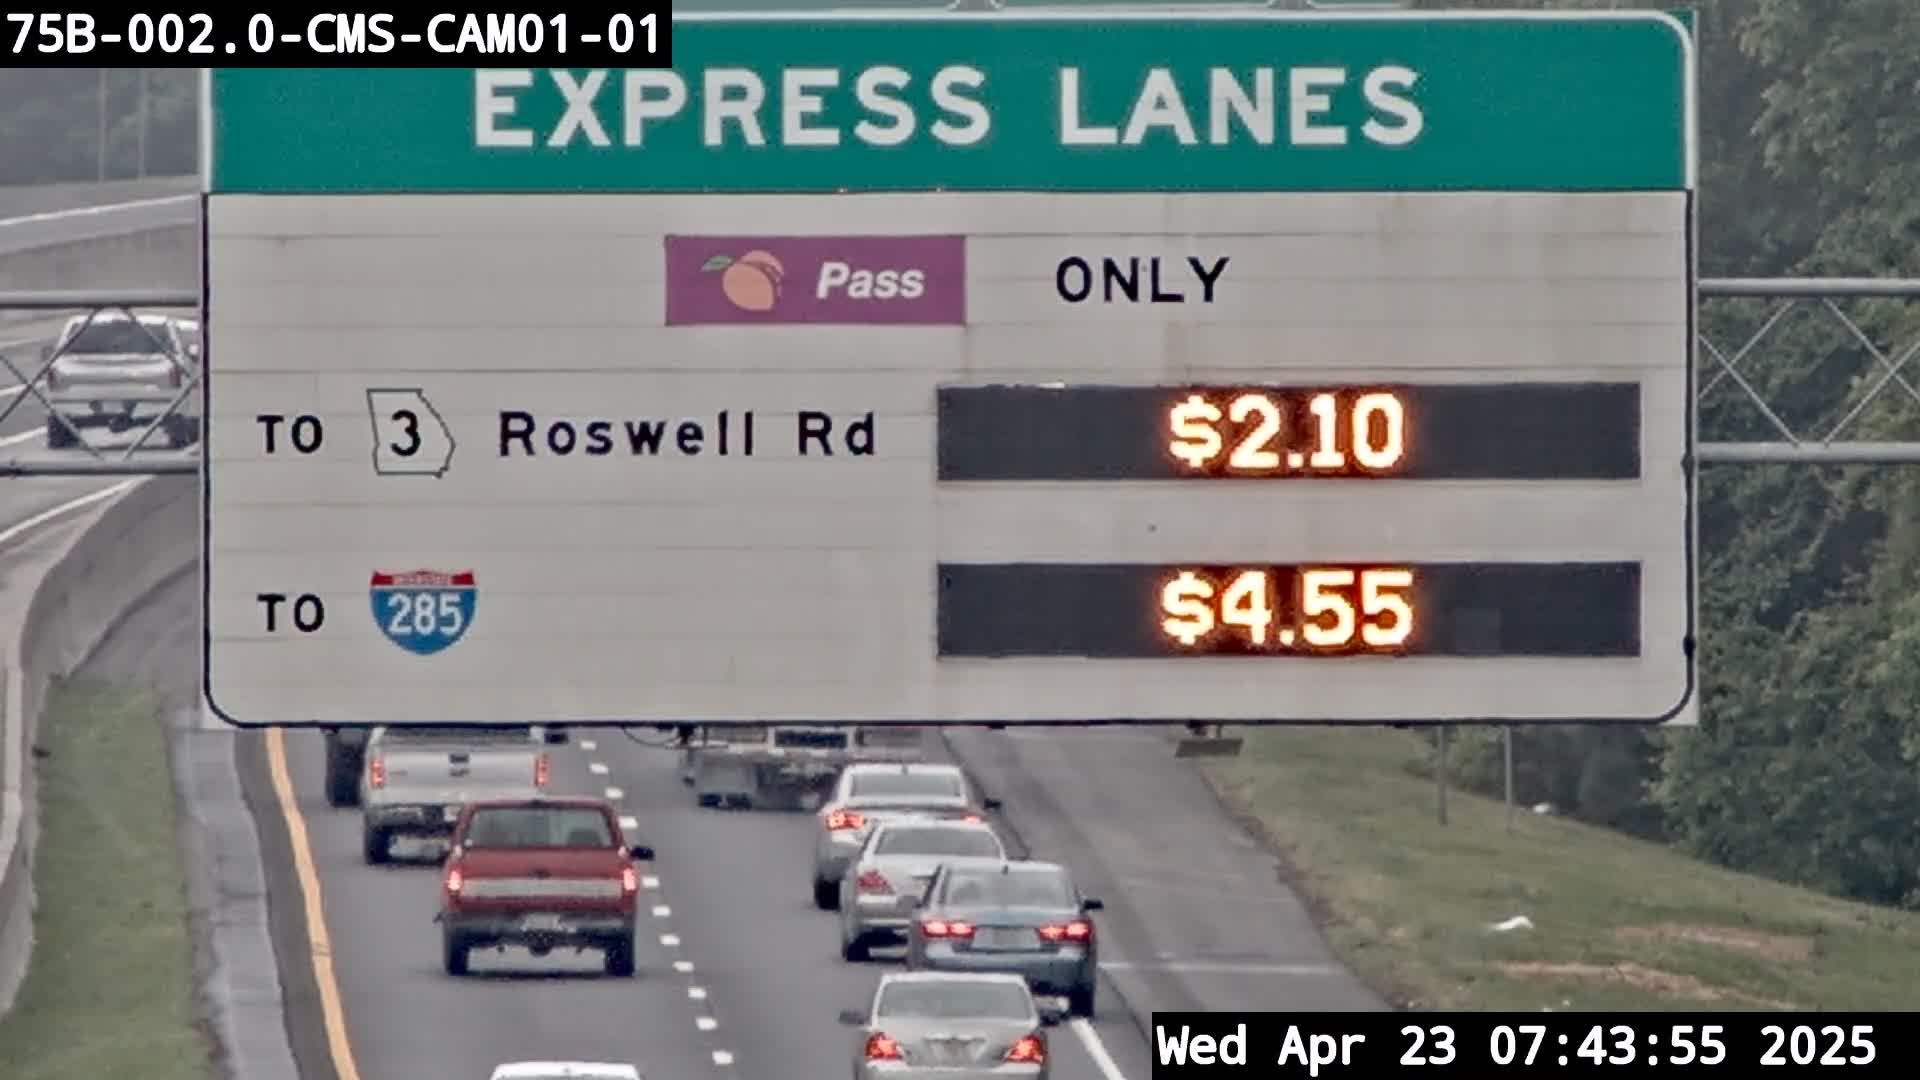 75B-002.0-CMS-CAM01-01
EXPRESS LANES
Pass ONLY
TO 3 Roswell Rd $2.10
TO INTERSTATE 285 $4.55
Wed Apr 23 07:43:55 2025